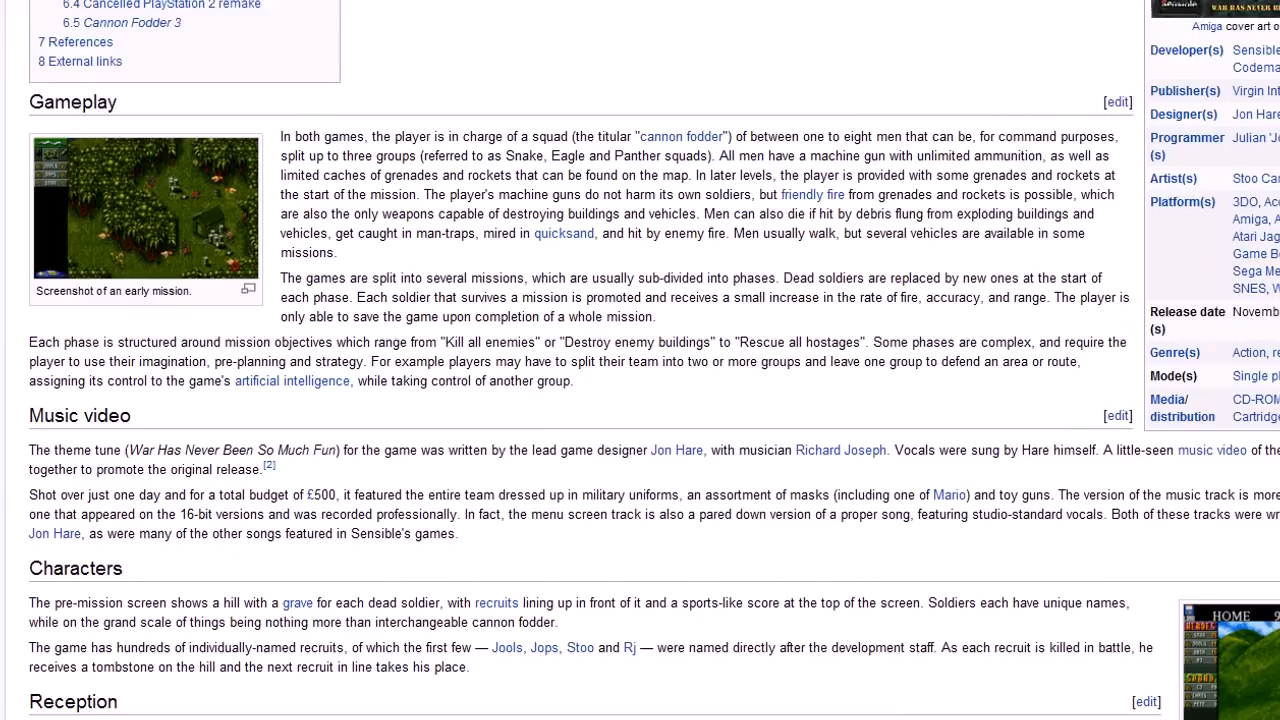 6.4 Cancelled PlayStation 2 remake
6.5 Cannon Fodder 3
7 References
8 External links
WAR HAS NEVER BE
Amiga cover art o
Developer(s) Sensible
Codema
Publisher(s) Virgin Int
Designer(s) Jon Hare
Programmer(s) Julian 'Je
Artist(s) Stoo Ca
Platform(s) 3DO, Aco
Amiga, A
Atari Jag
Game Bo
Sega Me
SNES, W
Release date(s) Novemb
Genre(s) Action, re
Mode(s) Single pl
Media/ CD-ROM
distribution Cartridge
Gameplay [edit]
Screenshot of an early mission.
In both games, the player is in charge of a squad (the titular "cannon fodder") of between one to eight men that can be, for command purposes,
split up to three groups (referred to as Snake, Eagle and Panther squads). All men have a machine gun with unlimited ammunition, as well as
limited caches of grenades and rockets that can be found on the map. In later levels, the player is provided with some grenades and rockets at
the start of the mission. The player's machine guns do not harm its own soldiers, but friendly fire from grenades and rockets is possible, which
are also the only weapons capable of destroying buildings and vehicles. Men can also die if hit by debris flung from exploding buildings and
vehicles, get caught in man-traps, mired in quicksand, and hit by enemy fire. Men usually walk, but several vehicles are available in some
missions.
The games are split into several missions, which are usually sub-divided into phases. Dead soldiers are replaced by new ones at the start of
each phase. Each soldier that survives a mission is promoted and receives a small increase in the rate of fire, accuracy, and range. The player is
only able to save the game upon completion of a whole mission.
Each phase is structured around mission objectives which range from "Kill all enemies" or "Destroy enemy buildings" to "Rescue all hostages". Some phases are complex, and require the
player to use their imagination, pre-planning and strategy. For example players may have to split their team into two or more groups and leave one group to defend an area or route,
assigning its control to the game's artificial intelligence, while taking control of another group.
Music video [edit]
The theme tune (War Has Never Been So Much Fun) for the game was written by the lead game designer Jon Hare, with musician Richard Joseph. Vocals were sung by Hare himself. A little-seen music video of the
together to promote the original release.[2]
Shot over just one day and for a total budget of £500, it featured the entire team dressed up in military uniforms, an assortment of masks (including one of Mario) and toy guns. The version of the music track is more
one that appeared on the 16-bit versions and was recorded professionally. In fact, the menu screen track is also a pared down version of a proper song, featuring studio-standard vocals. Both of these tracks were wr
Jon Hare, as were many of the other songs featured in Sensible's games.
Characters
The pre-mission screen shows a hill with a grave for each dead soldier, with recruits lining up in front of it and a sports-like score at the top of the screen. Soldiers each have unique names,
while on the grand scale of things being nothing more than interchangeable cannon fodder.
The game has hundreds of individually-named recruits, of which the first few — Jools, Jops, Stoo and Rj — were named directly after the development staff. As each recruit is killed in battle, he
receives a tombstone on the hill and the next recruit in line takes his place.
HOME
Reception [edit]